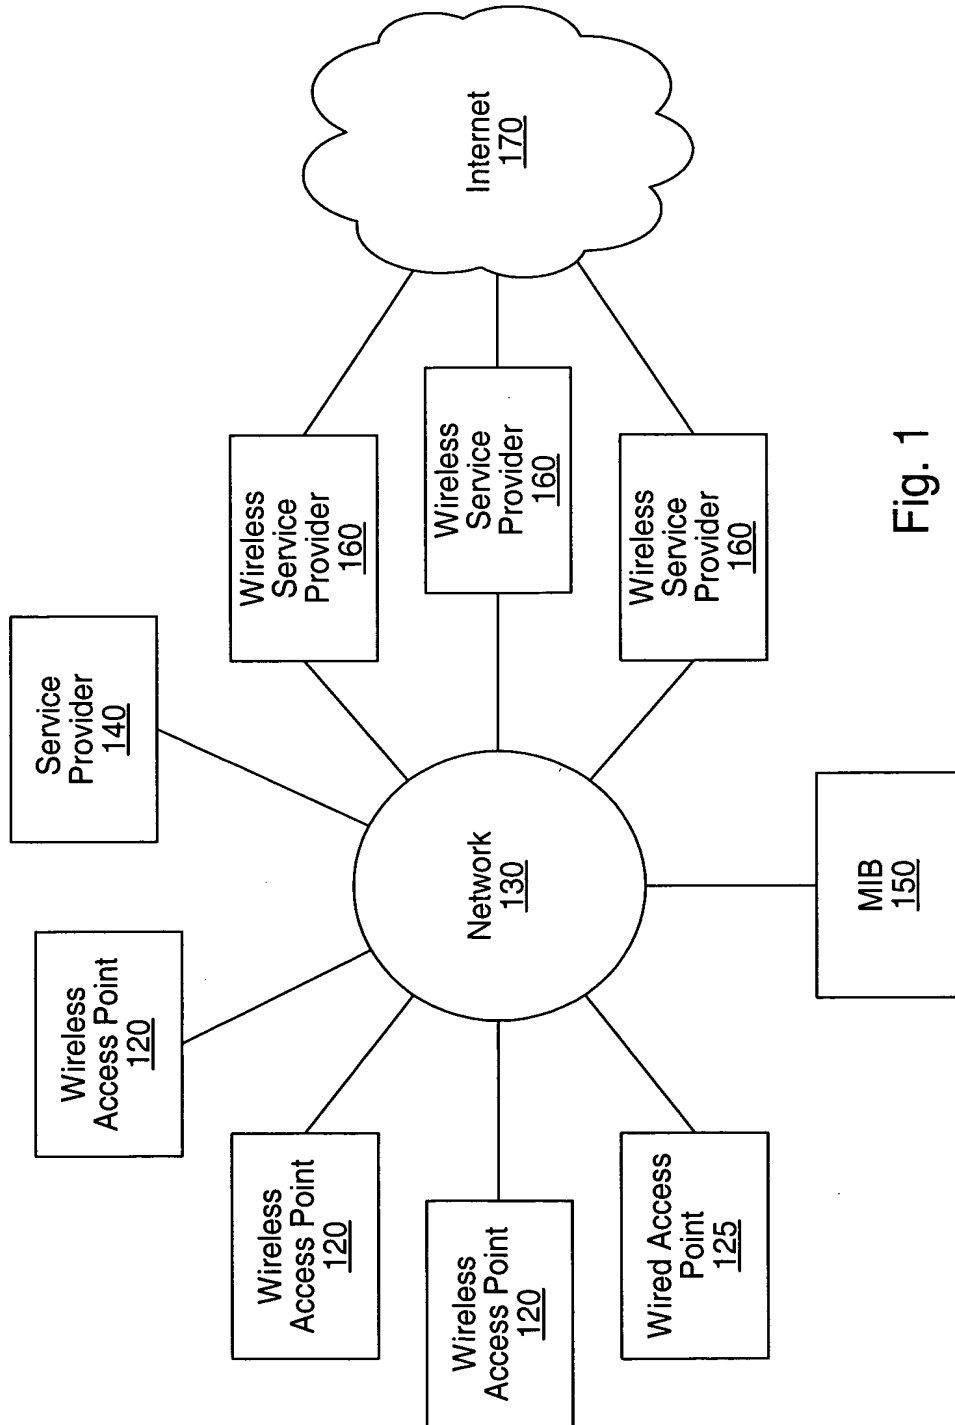 Service
Provider
140
Wireless
Access Point
120
Wireless
Access Point
120
Wireless
Access Point
120
Wired Access
Point
125
Network
130
MIB
150
Wireless
Service
Provider
160
Wireless
Service
Provider
160
Wireless
Service
Provider
160
Internet
170
Fig. 1